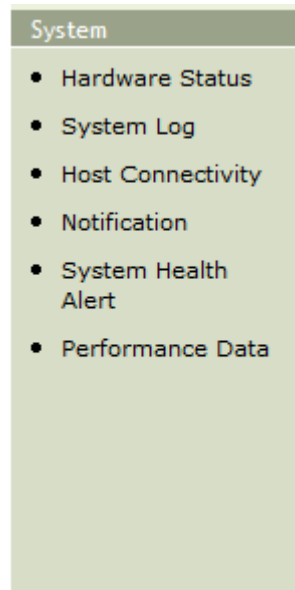 System
Hardware Status
System Log
Host Connectivity
Notification
System Health
Alert
Performance Data